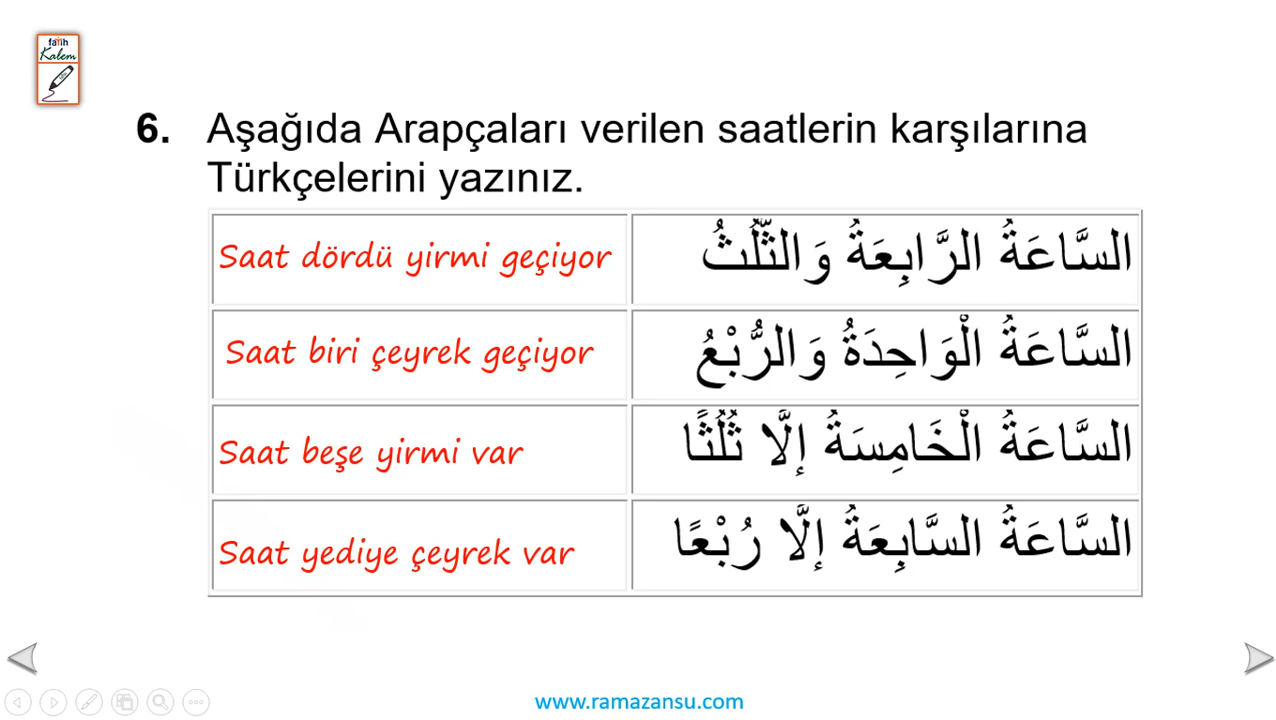 fatih
Kalem
6. Aşağıda Arapçaları verilen saatlerin karşılarına
Türkçelerini yazınız.
Saat dördü yirmi geçiyor
السَّاعَةُ الرَّابِعَةُ وَالثُّلُثُ
Saat biri çeyrek geçiyor
السَّاعَةُ الْوَاحِدَةُ وَالرُّبْعُ
Saat beşe yirmi var
السَّاعَةُ الْخَامِسَةُ إلَّا ثُلُثًا
Saat yediye çeyrek var
السَّاعَةُ السَّابِعَةُ إلَّا رُبْعًا
www.ramazansu.com